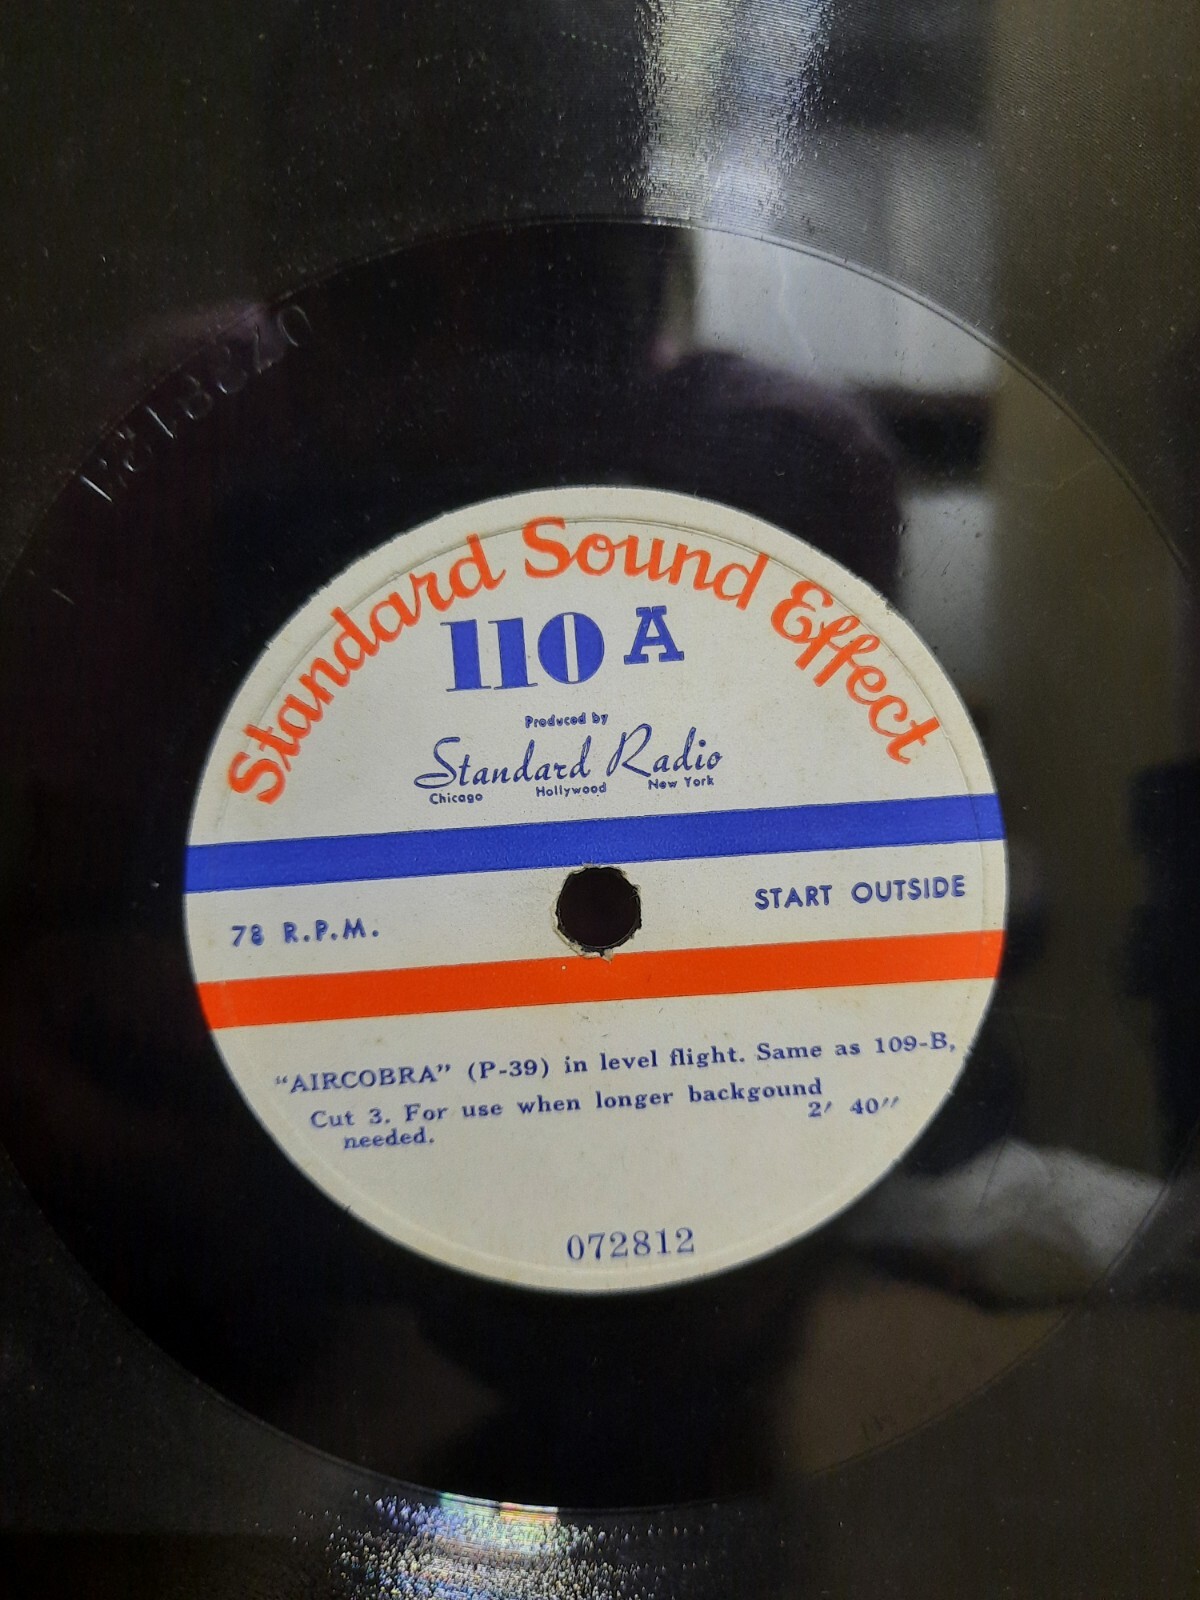 Standard Sound Effect
110 A
Produced by
Standard Radio
Chicago Hollywood New York
78 R.P.M. START OUTSIDE
“AIRCOBRA” (P-39) in level flight. Same as 109-B,
Cut 3. For use when longer backgound
needed. 2′ 40″
072812